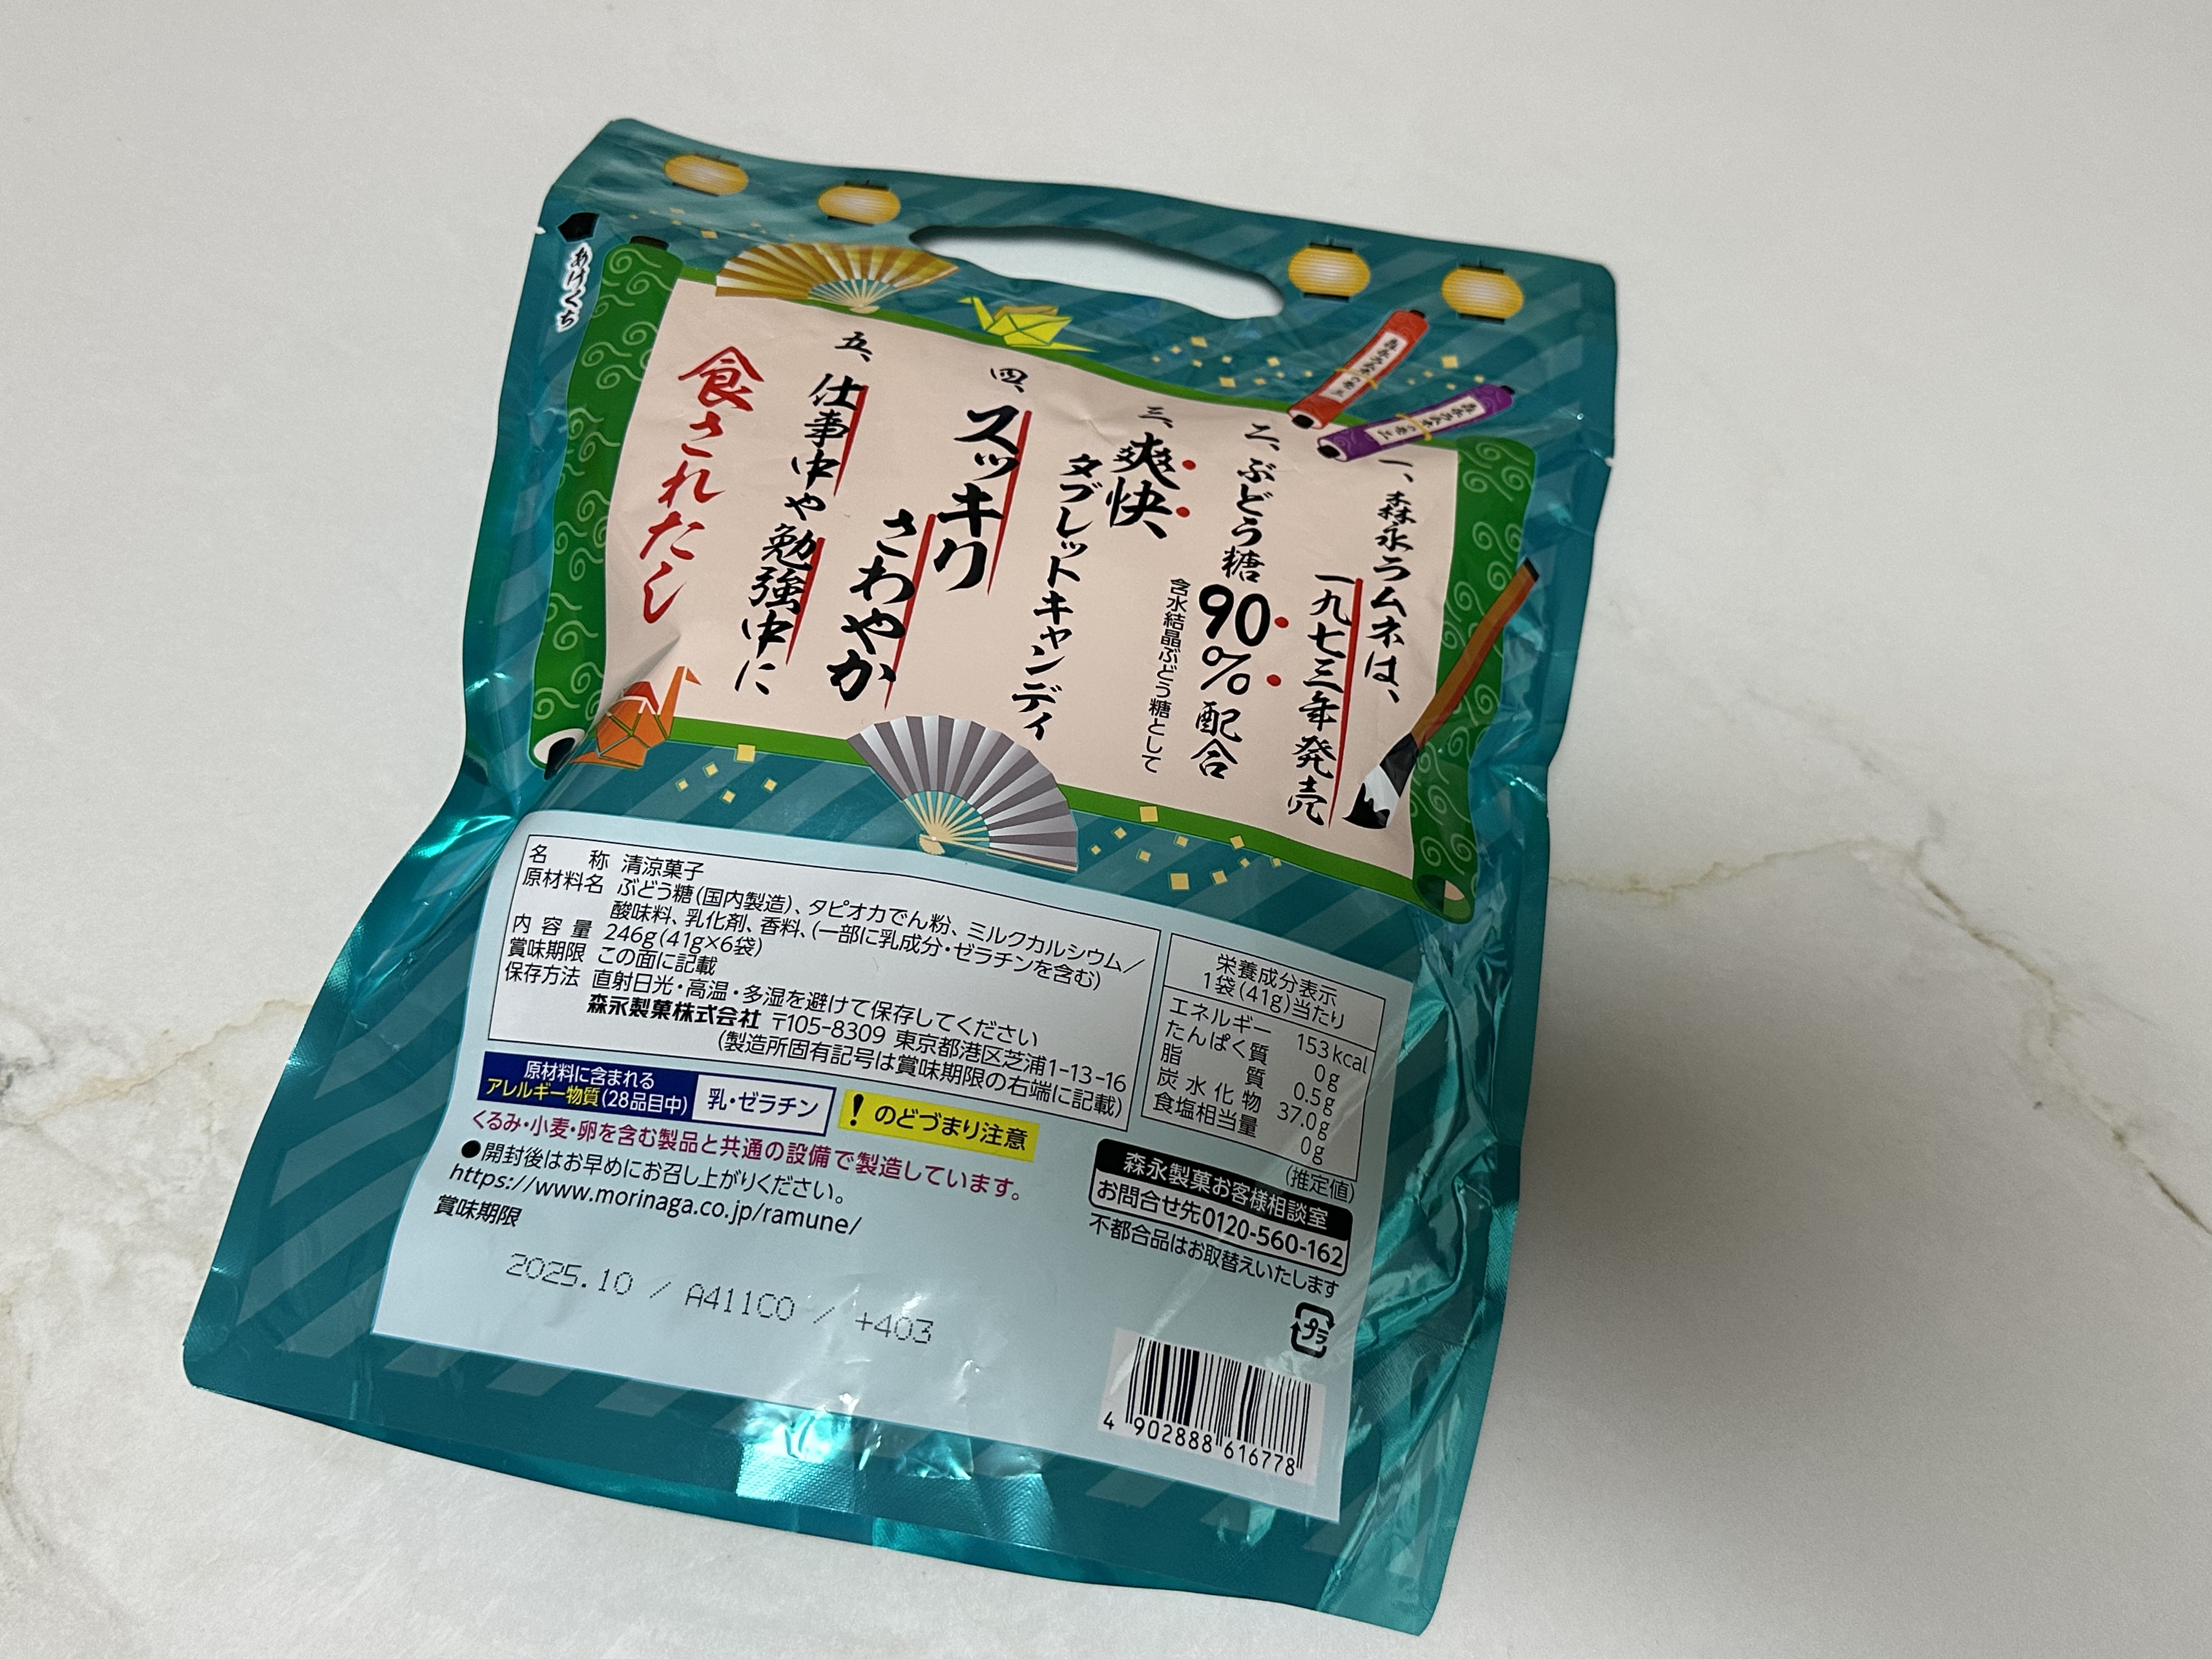 あけくち
一、森永ラムネは、
一九七三年発売
二、ぶどう糖
90%配合
含水結晶ぶどう糖として
三、爽快、
タブレットキャンディ
四、スッキリ
さわやか
五、仕事中や勉強中に
食されたし
名称 清涼菓子
原材料名 ぶどう糖(国内製造)、タピオカでん粉、ミルクカルシウム/
酸味料、乳化剤、香料、(一部に乳成分・ゼラチンを含む)
内容量 246g(41g×6袋)
賞味期限 この面に記載
保存方法 直射日光・高温・多湿を避けて保存してください
森永製菓株式会社 〒105-8309 東京都港区芝浦1-13-16
(製造所固有記号は賞味期限の右端に記載)
栄養成分表示
1袋(41g)当たり
エネルギー 153kcal
たんぱく質 0g
脂質 0.5g
炭水化物 37.0g
食塩相当量 0g
(推定値)
原材料に含まれる
アレルギー物質(28品目中)
乳・ゼラチン
! のどづまり注意
くるみ・小麦・卵を含む製品と共通の設備で製造しています。
●開封後はお早めにお召し上がりください。
https://www.morinaga.co.jp/ramune/
賞味期限
2025.10 / A411C0 / +403
森永製菓お客様相談室
お問合せ先0120-560-162
不都合品はお取替えいたします
プラ
4 902888 616778